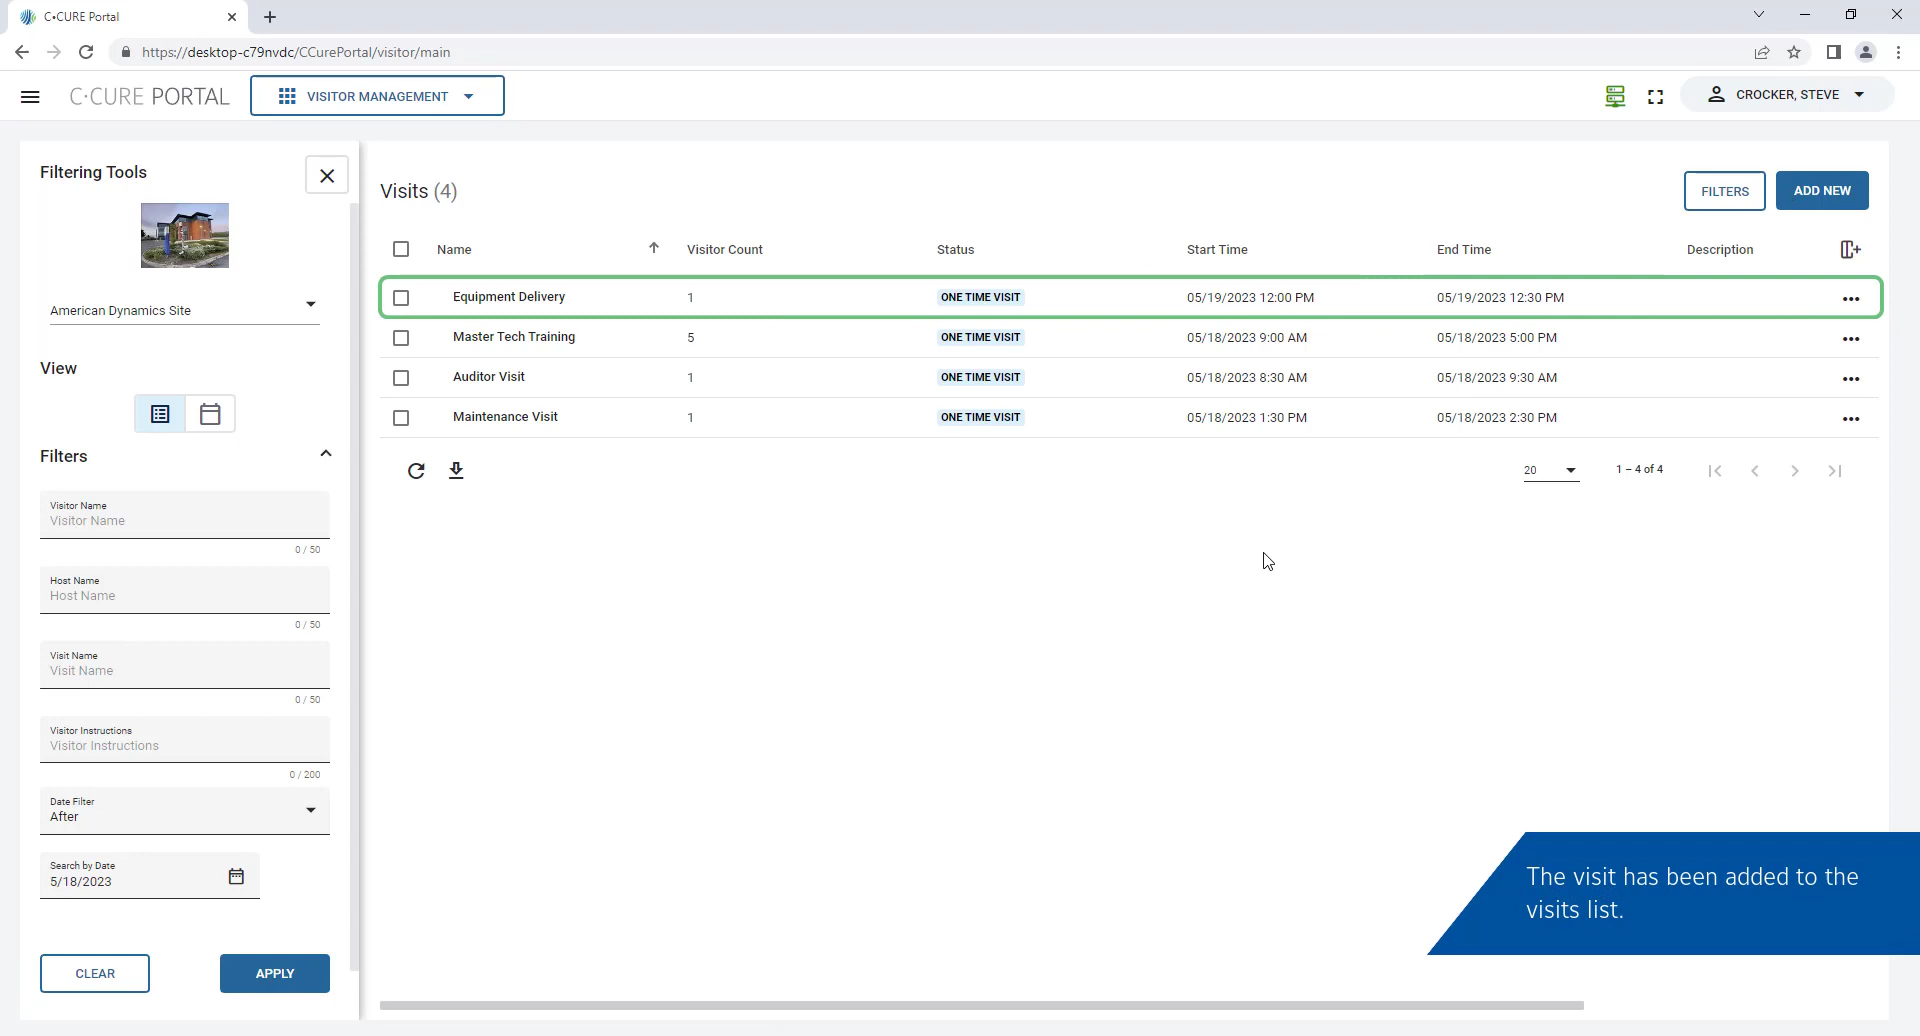 C•CURE Portal
https://desktop-c79nvdc/CCurePortal/visitor/main
C•CURE PORTAL
VISITOR MANAGEMENT
CROCKER, STEVE
Filtering Tools
American Dynamics Site
View
Filters
Visitor Name
Visitor Name
0 / 50
Host Name
Host Name
0 / 50
Visit Name
Visit Name
0 / 50
Visitor Instructions
Visitor Instructions
0 / 200
Date Filter
After
Search by Date
5/18/2023
CLEAR APPLY
Visits (4)
FILTERS ADD NEW
Name Visitor Count Status Start Time End Time Description
Equipment Delivery 1 ONE TIME VISIT 05/19/2023 12:00 PM 05/19/2023 12:30 PM
Master Tech Training 5 ONE TIME VISIT 05/18/2023 9:00 AM 05/18/2023 5:00 PM
Auditor Visit 1 ONE TIME VISIT 05/18/2023 8:30 AM 05/18/2023 9:30 AM
Maintenance Visit 1 ONE TIME VISIT 05/18/2023 1:30 PM 05/18/2023 2:30 PM
20 1 – 4 of 4
The visit has been added to the
visits list.